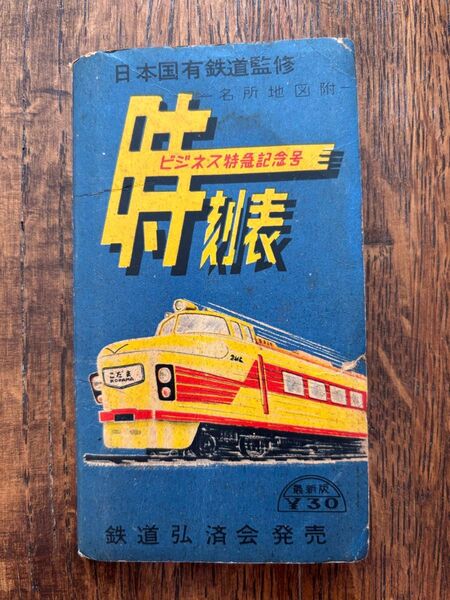 日本国有鉄道監修
―名所地図附―
時刻表
ビジネス特急記念号
こだま
KODAMA
最新版
¥30
鉄道弘済会発売